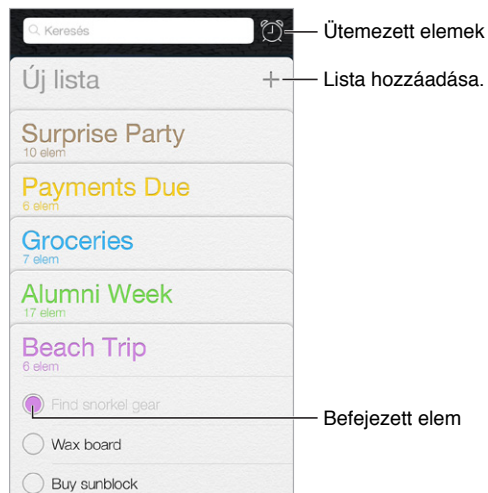 Keresés
Ütemezett elemek
Új lista
Lista hozzáadása.
Surprise Party
10 elem
Payments Due
6 elem
Groceries
7 elem
Alumni Week
17 elem
Beach Trip
6 elem
Find snorkel gear
Befejezett elem
Wax board
Buy sunblock